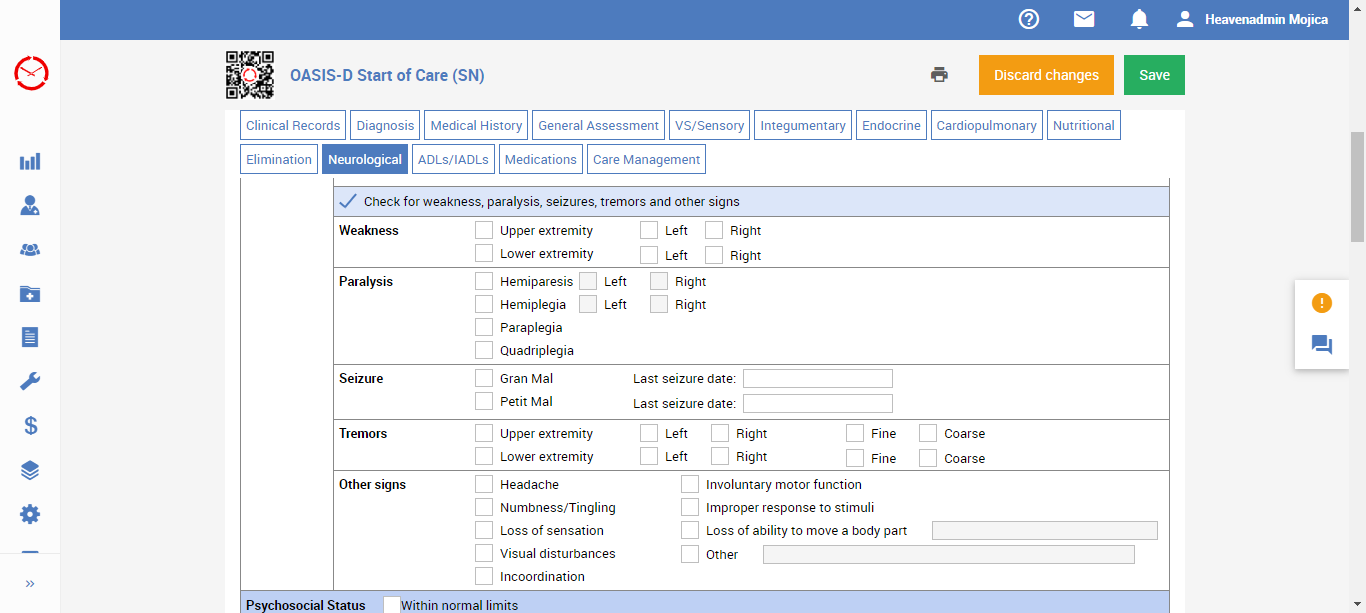 Heavenadmin Mojica
OASIS-D Start of Care (SN)
Discard changes
Save
Clinical Records Diagnosis Medical History General Assessment VS/Sensory Integumentary Endocrine Cardiopulmonary Nutritional
Elimination Neurological ADLs/IADLs Medications Care Management
Check for weakness, paralysis, seizures, tremors and other signs
Weakness Upper extremity Left Right
Lower extremity Left Right
Paralysis Hemiparesis Left Right
Hemiplegia Left Right
Paraplegia
Quadriplegia
Seizure Gran Mal Last seizure date:
Petit Mal Last seizure date:
Tremors Upper extremity Left Right Fine Coarse
Lower extremity Left Right Fine Coarse
Other signs Headache Involuntary motor function
Numbness/Tingling Improper response to stimuli
Loss of sensation Loss of ability to move a body part
Visual disturbances Other
Incoordination
Psychosocial Status Within normal limits